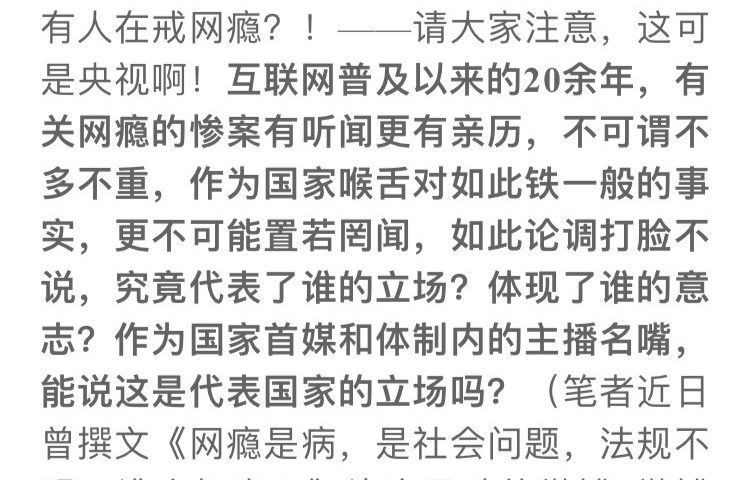 有人在戒网瘾？！——请大家注意，这可
是央视啊！互联网普及以来的20余年，有
关网瘾的惨案有听闻更有亲历，不可谓不
多不重，作为国家喉舌对如此铁一般的事
实，更不可能置若罔闻，如此论调打脸不
说，究竟代表了谁的立场？体现了谁的意
志？作为国家首媒和体制内的主播名嘴，
能说这是代表国家的立场吗？（笔者近日
曾撰文《网瘾是病，是社会问题，法规不